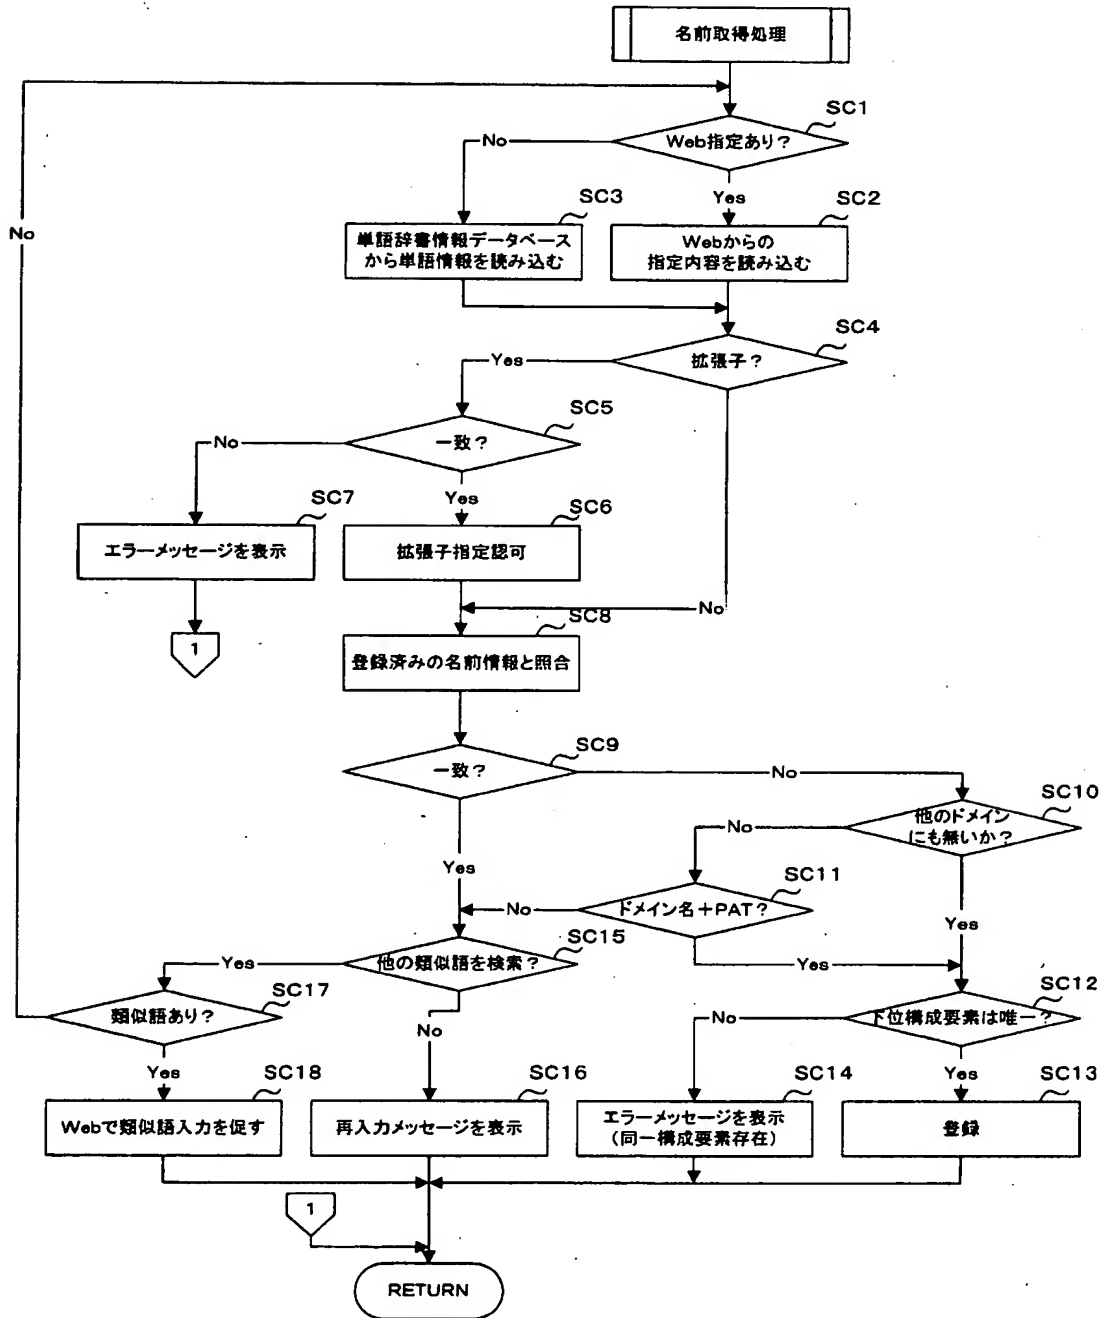 名前取得処理
SC1
Web指定あり?
No
Yes
SC3
SC2
No
単語辞書情報データベース
から単語情報を読み込む
Webからの
指定内容を読み込む
SC4
拡張子?
Yes
SC5
一致?
No
Yes
SC7
SC6
エラーメッセージを表示
拡張子指定認可
No
SC8
1
登録済みの名前情報と照合
SC9
一致?
No
SC10
他のドメイン
にも無いか?
No
Yes
SC11
ドメイン名+PAT?
No
Yes
SC15
他の類似語を検索?
Yes
Yes
SC17
SC12
類似語あり?
下位構成要素は唯一?
No
No
Yes
Yes
SC18
SC16
SC14
SC13
Webで類似語入力を促す
再入力メッセージを表示
エラーメッセージを表示
(同一構成要素存在)
登録
1
RETURN